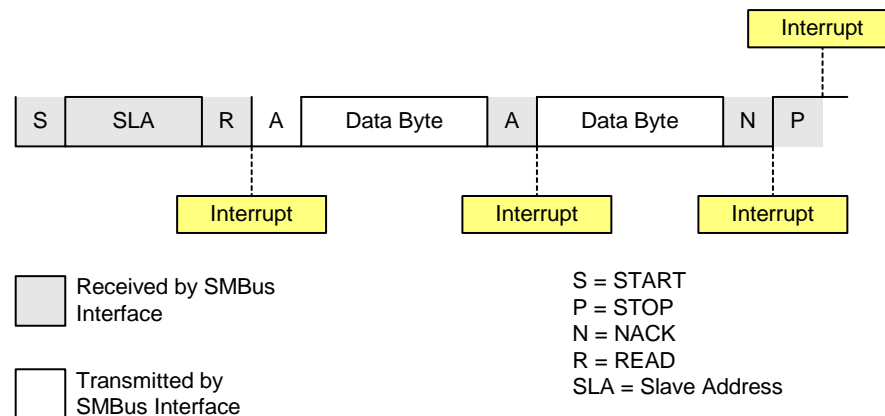 Interrupt
S SLA R A Data Byte A Data Byte N P
Interrupt Interrupt Interrupt
Received by SMBus
Interface
Transmitted by
SMBus Interface
S = START
P = STOP
N = NACK
R = READ
SLA = Slave Address